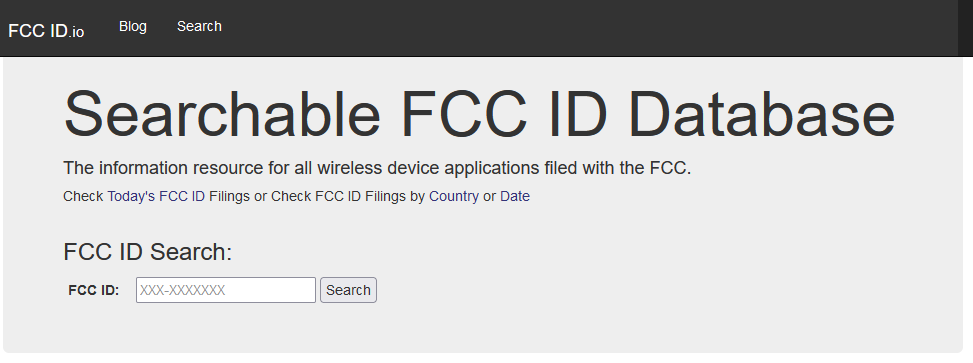 FCC ID.io Blog Search
Searchable FCC ID Database
The information resource for all wireless device applications filed with the FCC.
Check Today's FCC ID Filings or Check FCC ID Filings by Country or Date
FCC ID Search:
FCC ID: XXX-XXXXXXX Search